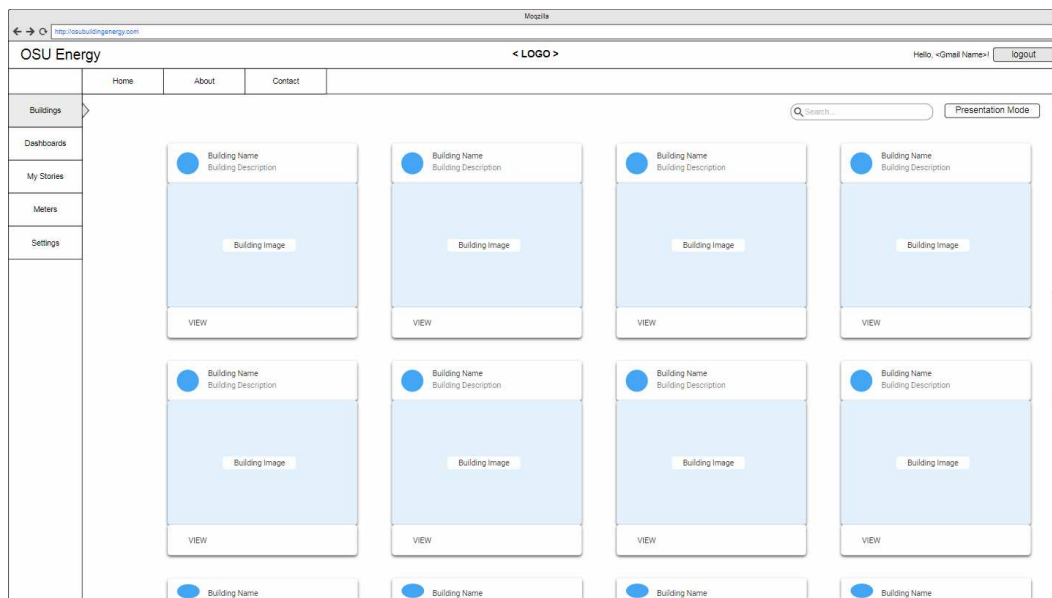 Moqzilla
http://osubuildingenergy.com
OSU Energy
< LOGO >
Hello, <Gmail Name>!
logout
Home
About
Contact
Buildings
Dashboards
My Stories
Meters
Settings
Search...
Presentation Mode
Building Name
Building Description
Building Image
VIEW
Building Name
Building Description
Building Image
VIEW
Building Name
Building Description
Building Image
VIEW
Building Name
Building Description
Building Image
VIEW
Building Name
Building Description
Building Image
VIEW
Building Name
Building Description
Building Image
VIEW
Building Name
Building Description
Building Image
VIEW
Building Name
Building Description
Building Image
VIEW
Building Name
Building Name
Building Name
Building Name